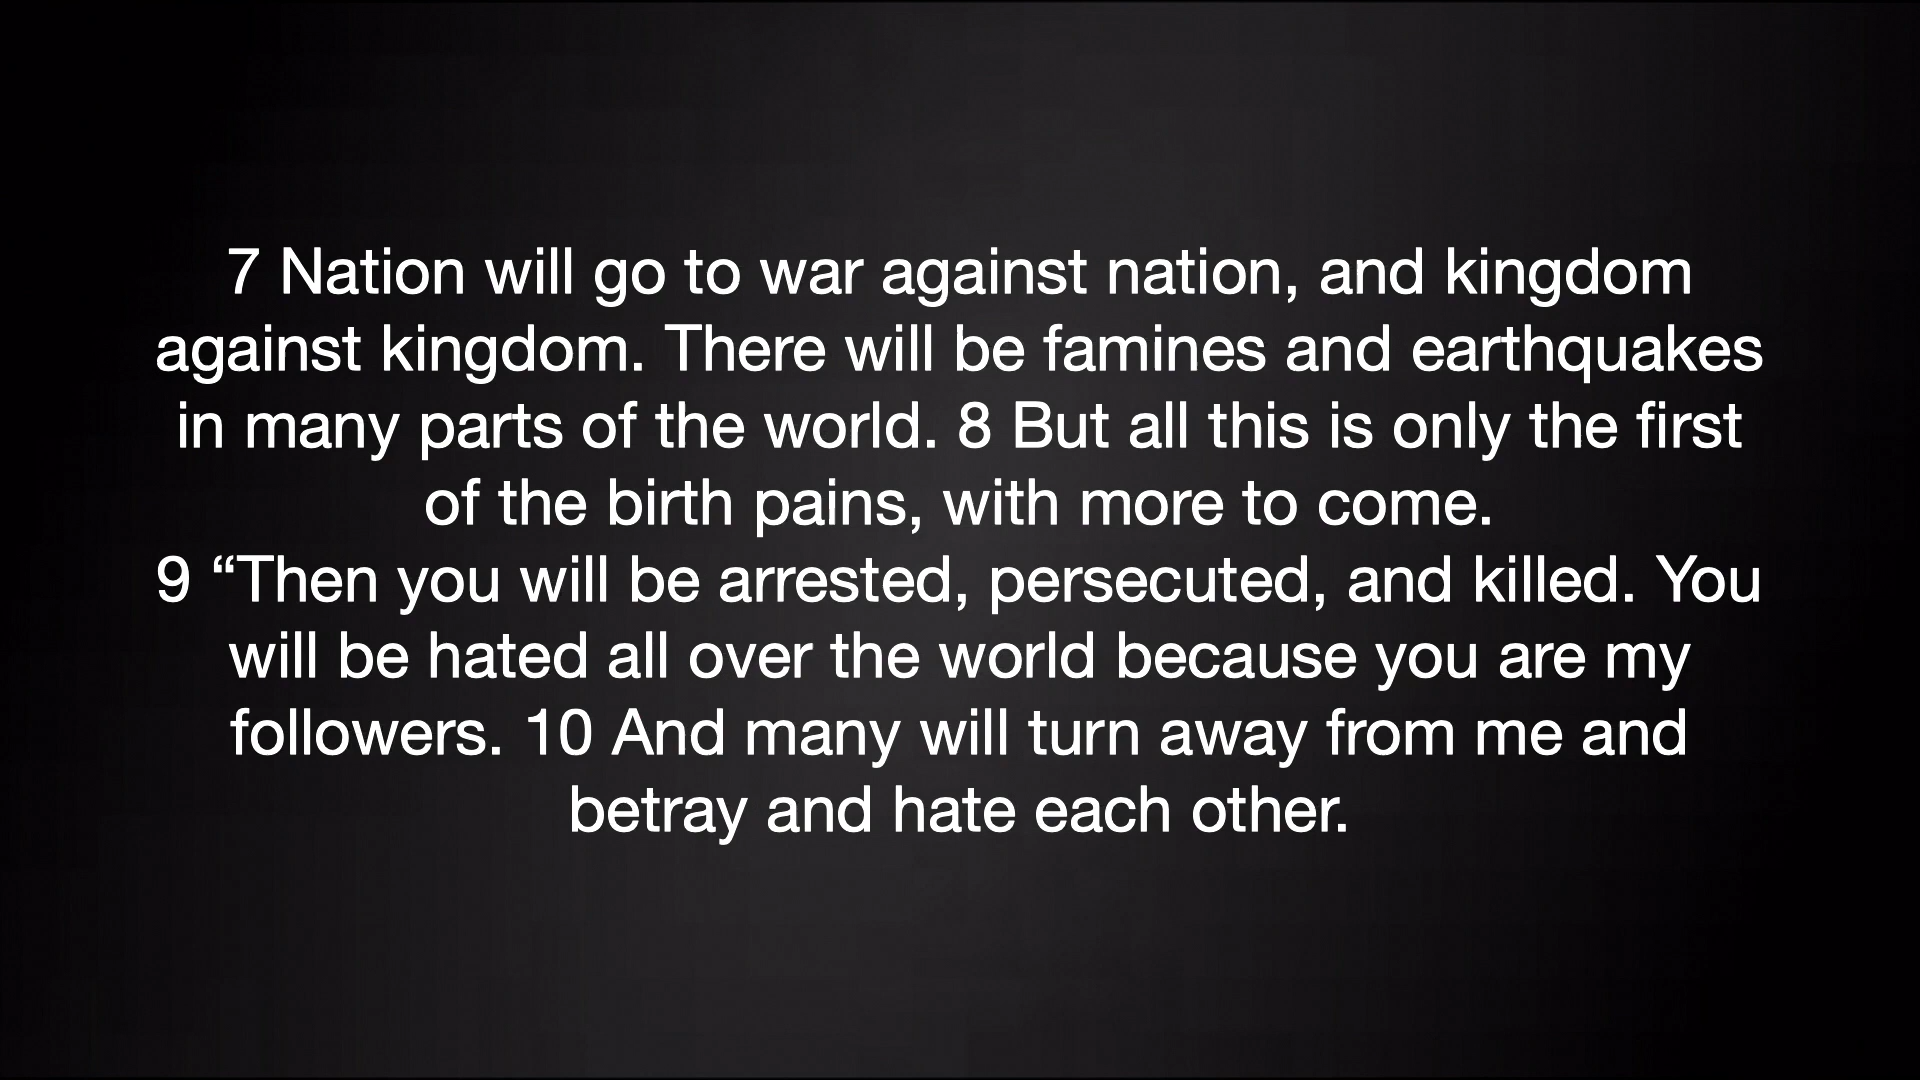 7 Nation will go to war against nation, and kingdom
against kingdom. There will be famines and earthquakes
in many parts of the world. 8 But all this is only the first
of the birth pains, with more to come.
9 “Then you will be arrested, persecuted, and killed. You
will be hated all over the world because you are my
followers. 10 And many will turn away from me and
betray and hate each other.